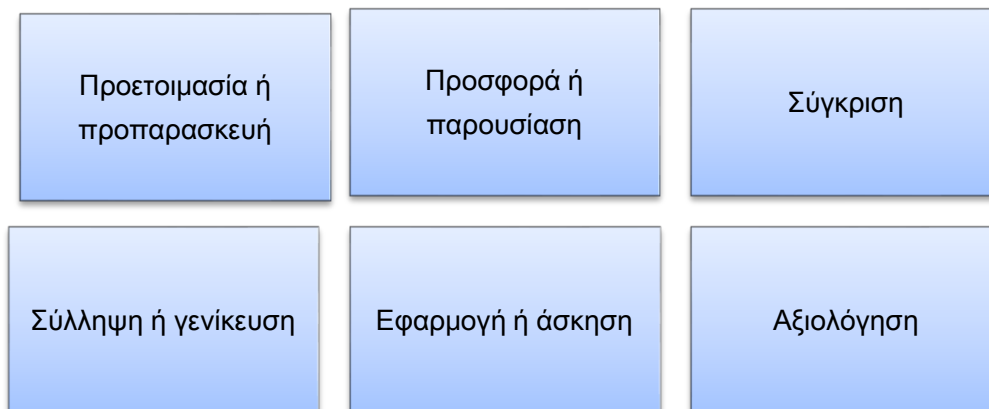 Προετοιμασία ή
προπαρασκευή
Προσφορά ή
παρουσίαση
Σύγκριση
Σύλληψη ή γενίκευση
Εφαρμογή ή άσκηση
Αξιολόγηση